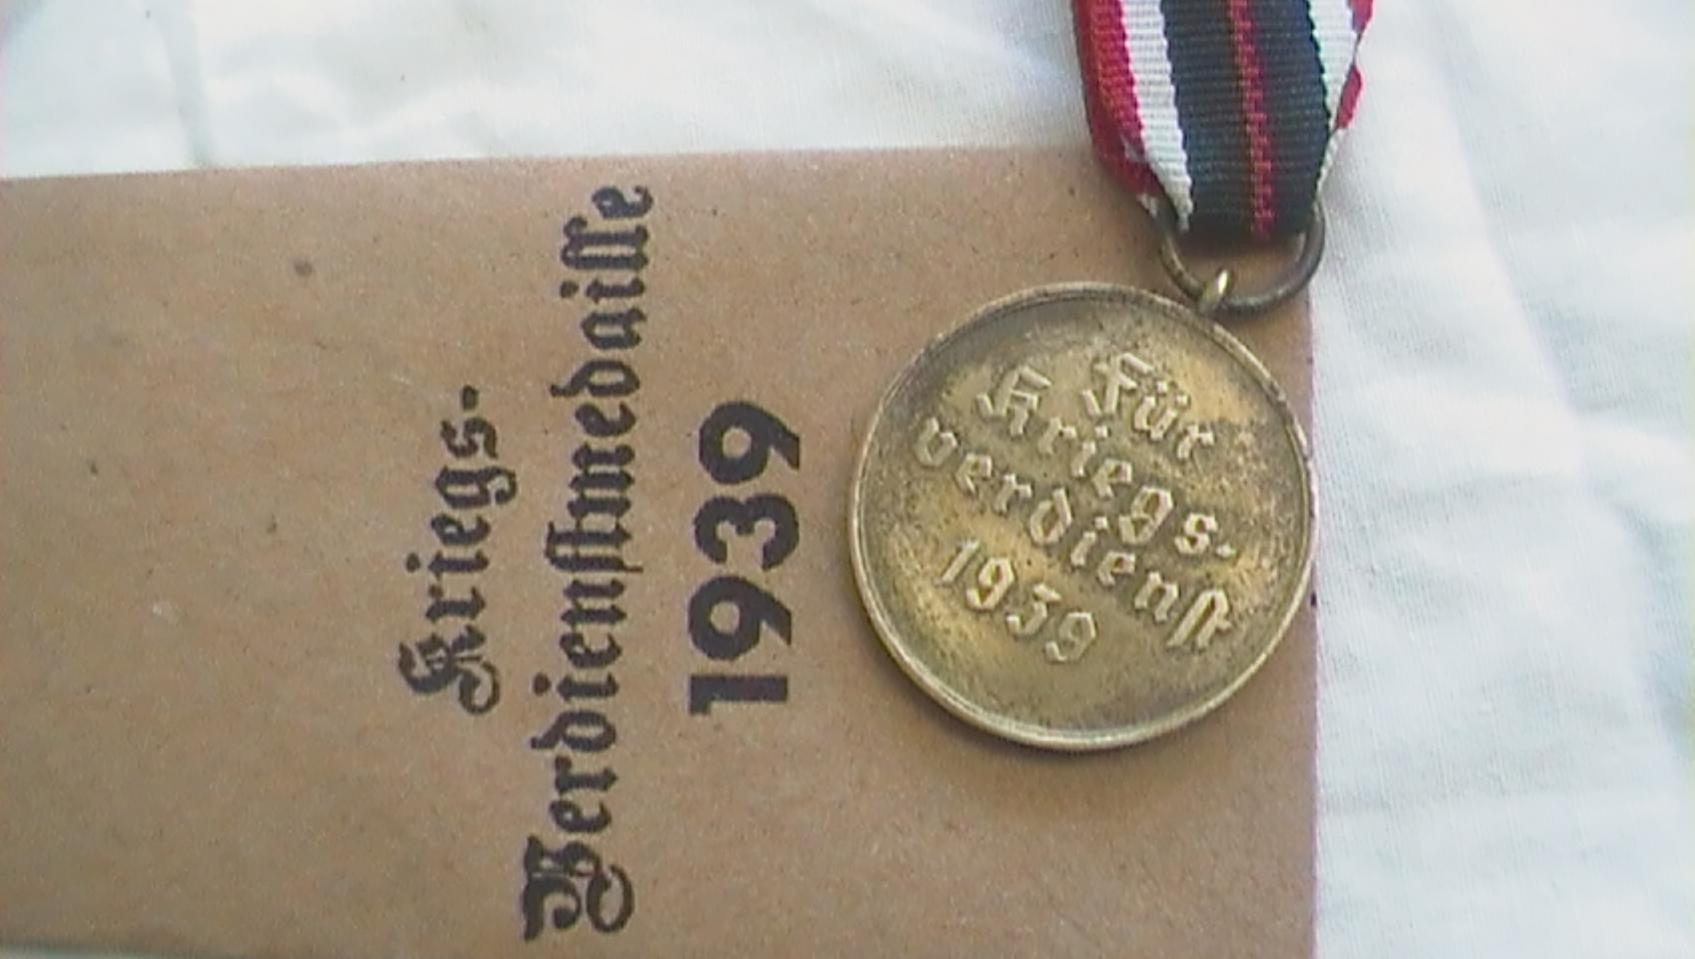 Kriegs-
Verdienstmedaille
1939
Für
Kriegs-
verdienst
1939